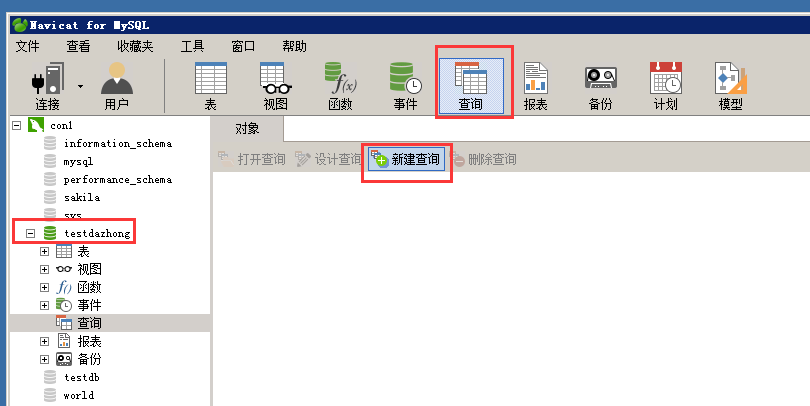 Navicat for MySQL
文件 查看 收藏夹 工具 窗口 帮助
连接 用户 表 视图 函数 事件 查询 报表 备份 计划 模型
con1
information_schema
mysql
performance_schema
sakila
sys
testdazhong
表
视图
函数
事件
查询
报表
备份
testdb
world
对象
打开查询 设计查询 新建查询 删除查询